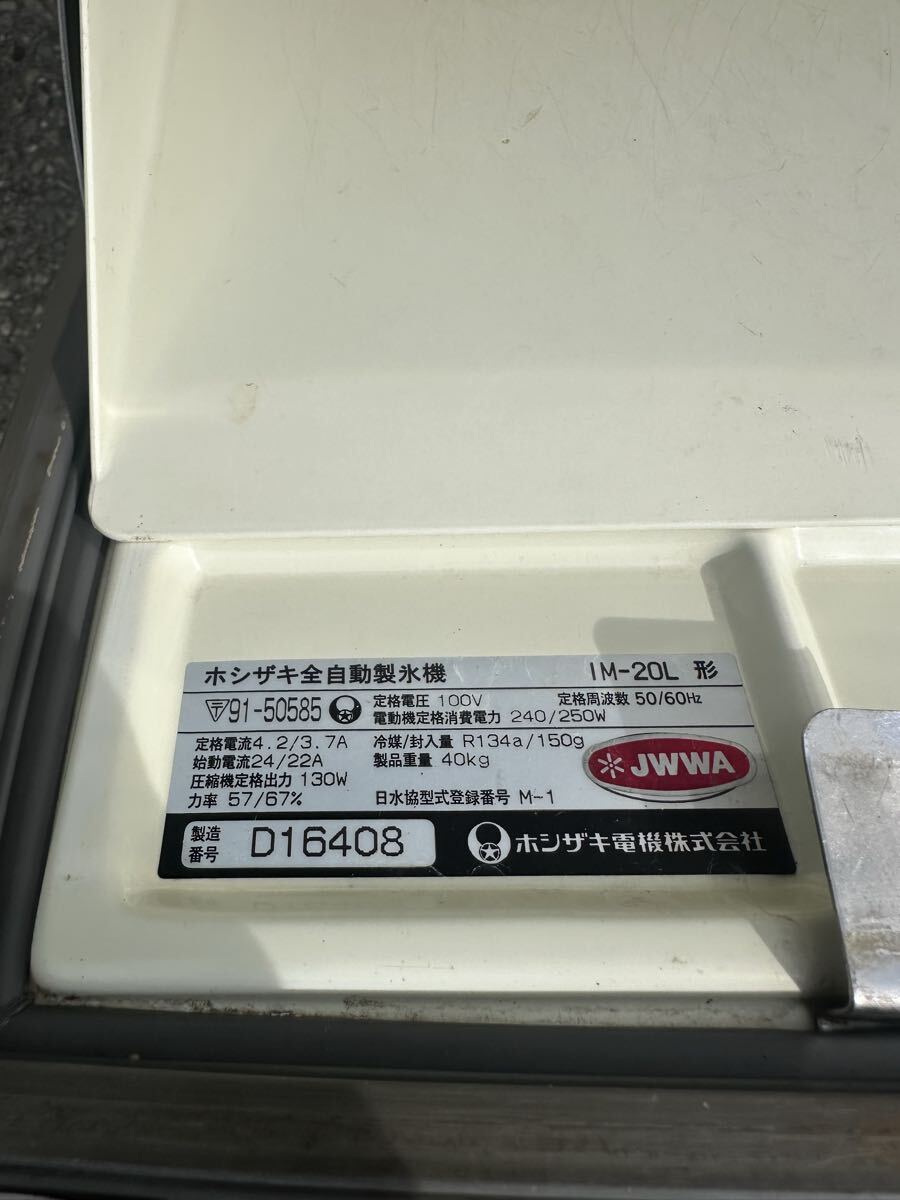 ホシザキ全自動製氷機 IM-20L 形
91-50585 定格電圧 100V 定格周波数 50/60Hz
電動機定格消費電力 240/250W
定格電流4.2/3.7A 冷媒/封入量 R134a/150g
始動電流24/22A 製品重量 40kg
圧縮機定格出力 130W
力率 57/67% 日水協型式登録番号 M-1
JWWA
製造番号 D16408 ホシザキ電機株式会社